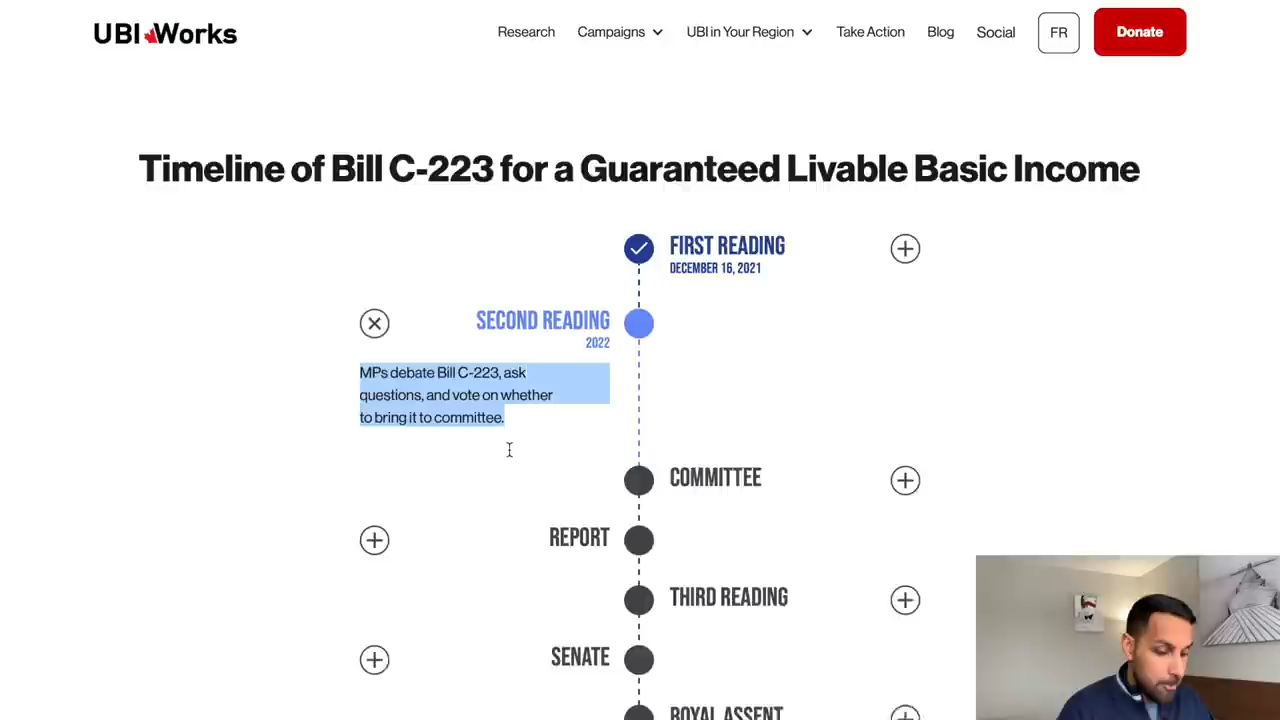 UBI Works
Research Campaigns UBI in Your Region Take Action Blog Social FR Donate
Timeline of Bill C-223 for a Guaranteed Livable Basic Income
FIRST READING
DECEMBER 16, 2021
SECOND READING
2022
MPs debate Bill C-223, ask
questions, and vote on whether
to bring it to committee.
COMMITTEE
REPORT
THIRD READING
SENATE
ROYAL ASSENT